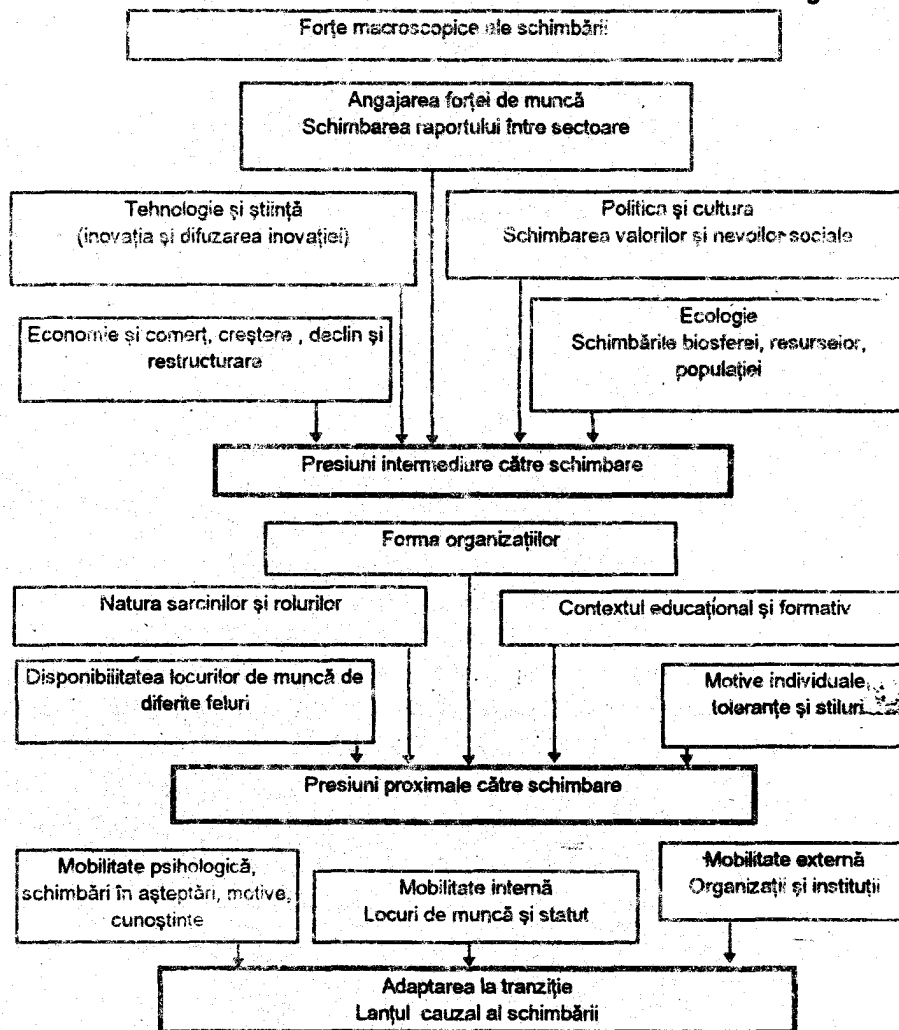 Forțe macroscopice ale schimbării
Angajarea forței de muncă
Schimbarea raportului între sectoare
Tehnologie și știință
(inovația și difuzarea inovației)
Politica și cultura
Schimbarea valorilor și nevoilor sociale
Economie și comerț, creștere , declin și
restructurare
Ecologie
Schimbările biosferei, resurselor,
populației
Presiuni intermediure către schimbare
Forma organizațiilor
Natura sarcinilor și rolurilor
Contextul educațional și formativ
Disponibilitatea locurilor de muncă de
diferite feluri
Motive individuale,
toleranțe și stiluri
Presiuni proximale către schimbare
Mobilitate psihologică,
schimbări în așteptări, motive,
cunoștinte
Mobilitate internă
Locuri de muncă și statut
Mobilitate externă
Organizații și instituții
Adaptarea la tranziție
Lanțul cauzal al schimbării